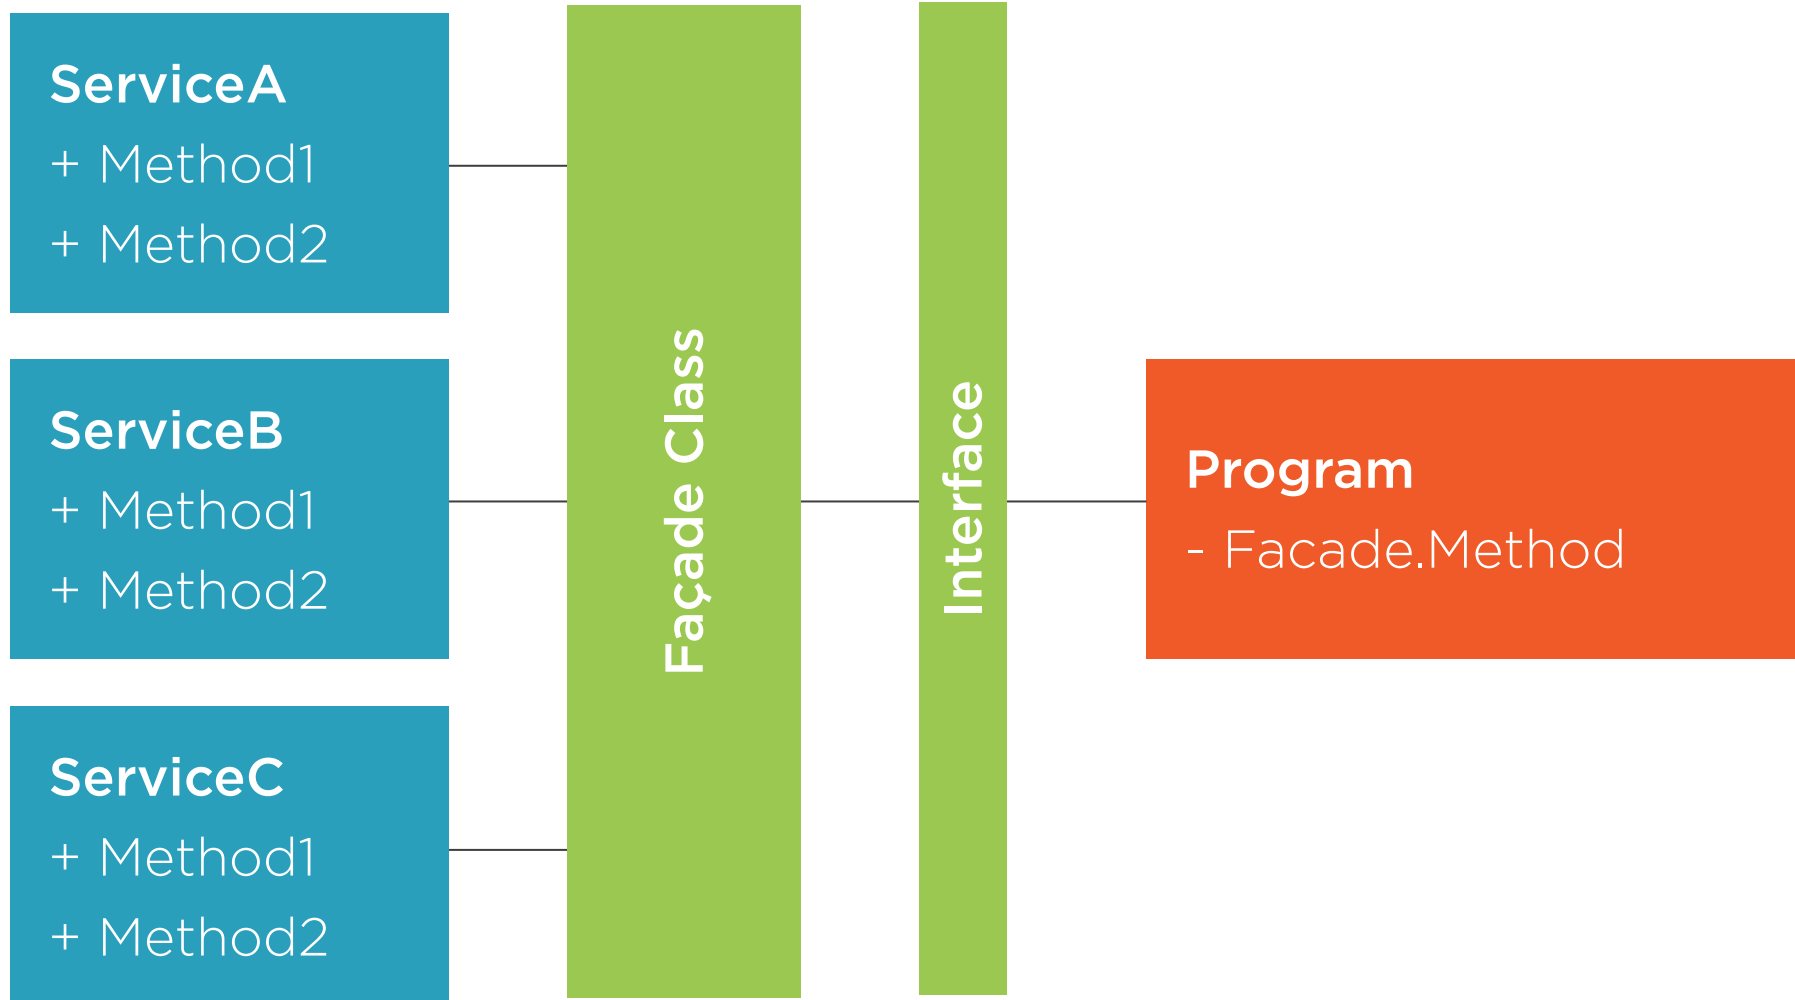 ServiceA
+ Method1
+ Method2
ServiceB
+ Method1
+ Method2
ServiceC
+ Method1
+ Method2
Façade Class
Interface
Program
- Facade.Method